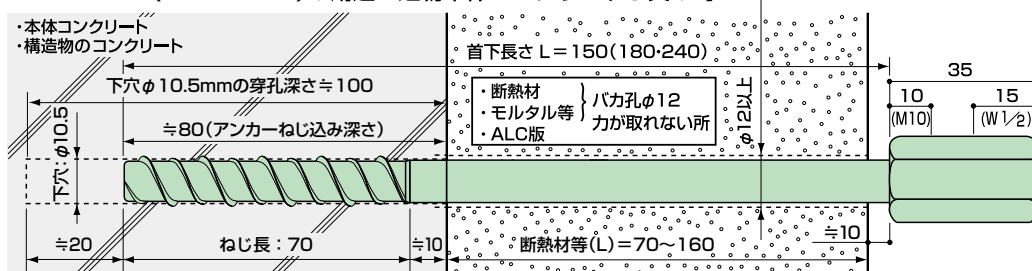 ・本体コンクリート
・構造物のコンクリート
首下長さ L＝150(180・240)
下穴φ10.5mmの穿孔深さ≒100
≒80(アンカーねじ込み深さ)
下穴：φ10.5
・断熱材
・モルタル等
・ALC版
バカ孔φ12
力が取れない所
φ12以上
35
10
(M10)
15
(W1/2)
≒20
ねじ長：70
≒10
断熱材等(L)＝70～160
≒10